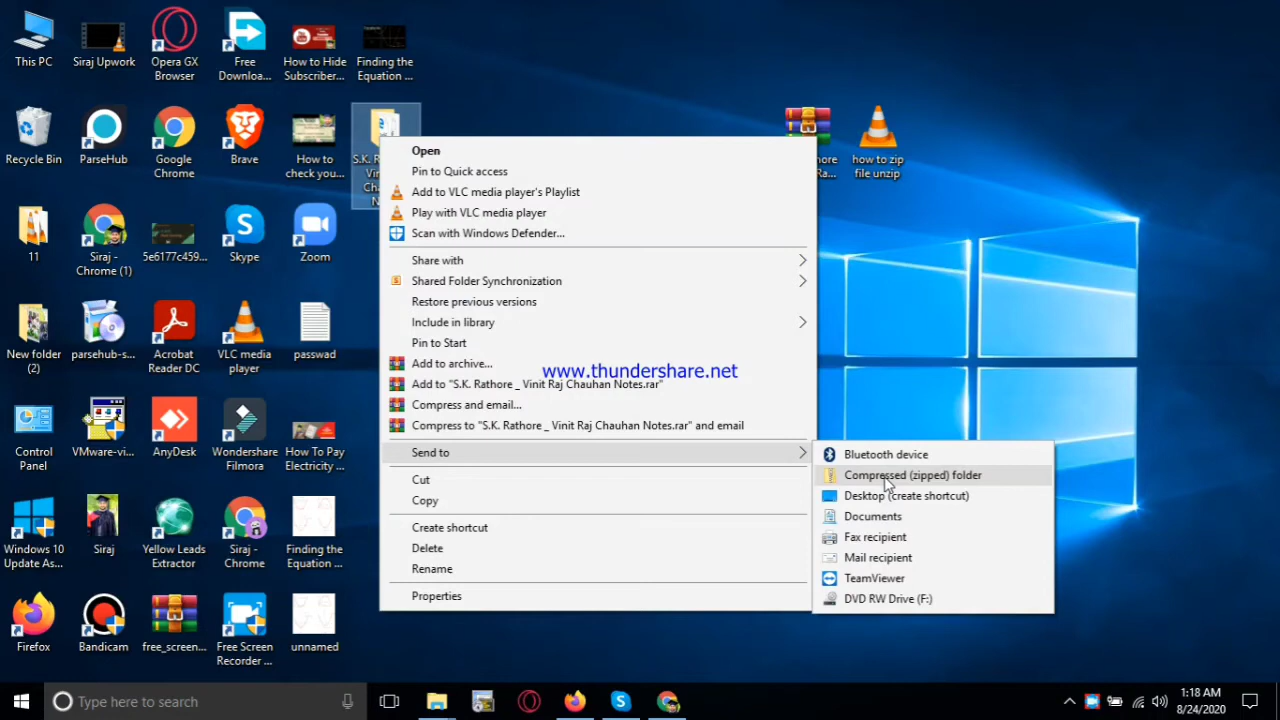 This PC
Siraj Upwork
Opera GX
Browser
Free
Downloa...
How to Hide
Subscriber...
Finding the
Equation ...
Recycle Bin
ParseHub
Google
Chrome
Brave
How to
check you...
S.K. R
Vin
Cha
N
how to zip
file unzip
11
Siraj -
Chrome (1)
5e6177c459...
Skype
Zoom
New folder
(2)
parsehub-s...
Acrobat
Reader DC
VLC media
player
passwad
Control
Panel
VMware-vi...
AnyDesk
Wondershare
Filmora
How To Pay
Electricity ...
Windows 10
Update As...
Siraj
Yellow Leads
Extractor
Siraj -
Chrome
Finding the
Equation ...
Firefox
Bandicam
free_screen...
Free Screen
Recorder ...
unnamed
Open
Pin to Quick access
Add to VLC media player's Playlist
Play with VLC media player
Scan with Windows Defender...
Share with
Shared Folder Synchronization
Restore previous versions
Include in library
Pin to Start
Add to archive...
www.thundershare.net
Add to "S.K. Rathore _ Vinit Raj Chauhan Notes.rar"
Compress and email...
Compress to "S.K. Rathore _ Vinit Raj Chauhan Notes.rar" and email
Send to
Cut
Copy
Create shortcut
Delete
Rename
Properties
Bluetooth device
Compressed (zipped) folder
Desktop (create shortcut)
Documents
Fax recipient
Mail recipient
TeamViewer
DVD RW Drive (F:)
Type here to search
1:18 AM
8/24/2020